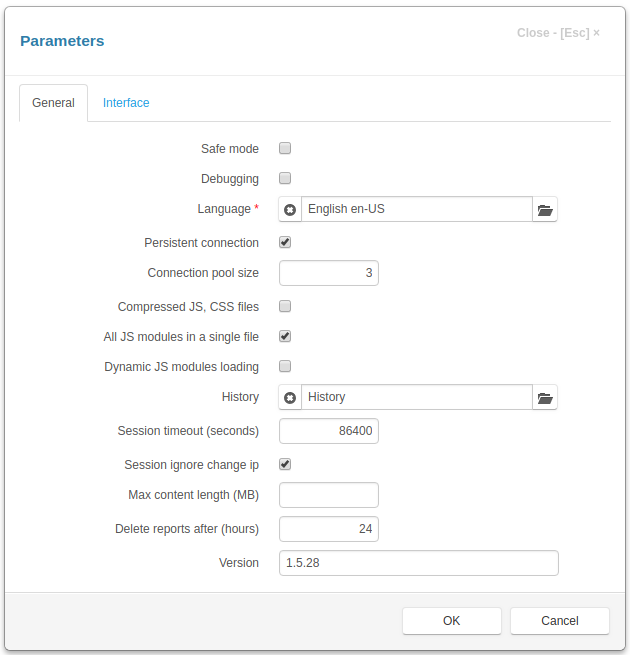 Parameters
Close - [Esc] ×
General Interface
Safe mode
Debugging
Language * English en-US
Persistent connection
Connection pool size 3
Compressed JS, CSS files
All JS modules in a single file
Dynamic JS modules loading
History History
Session timeout (seconds) 86400
Session ignore change ip
Max content length (MB)
Delete reports after (hours) 24
Version 1.5.28
OK Cancel